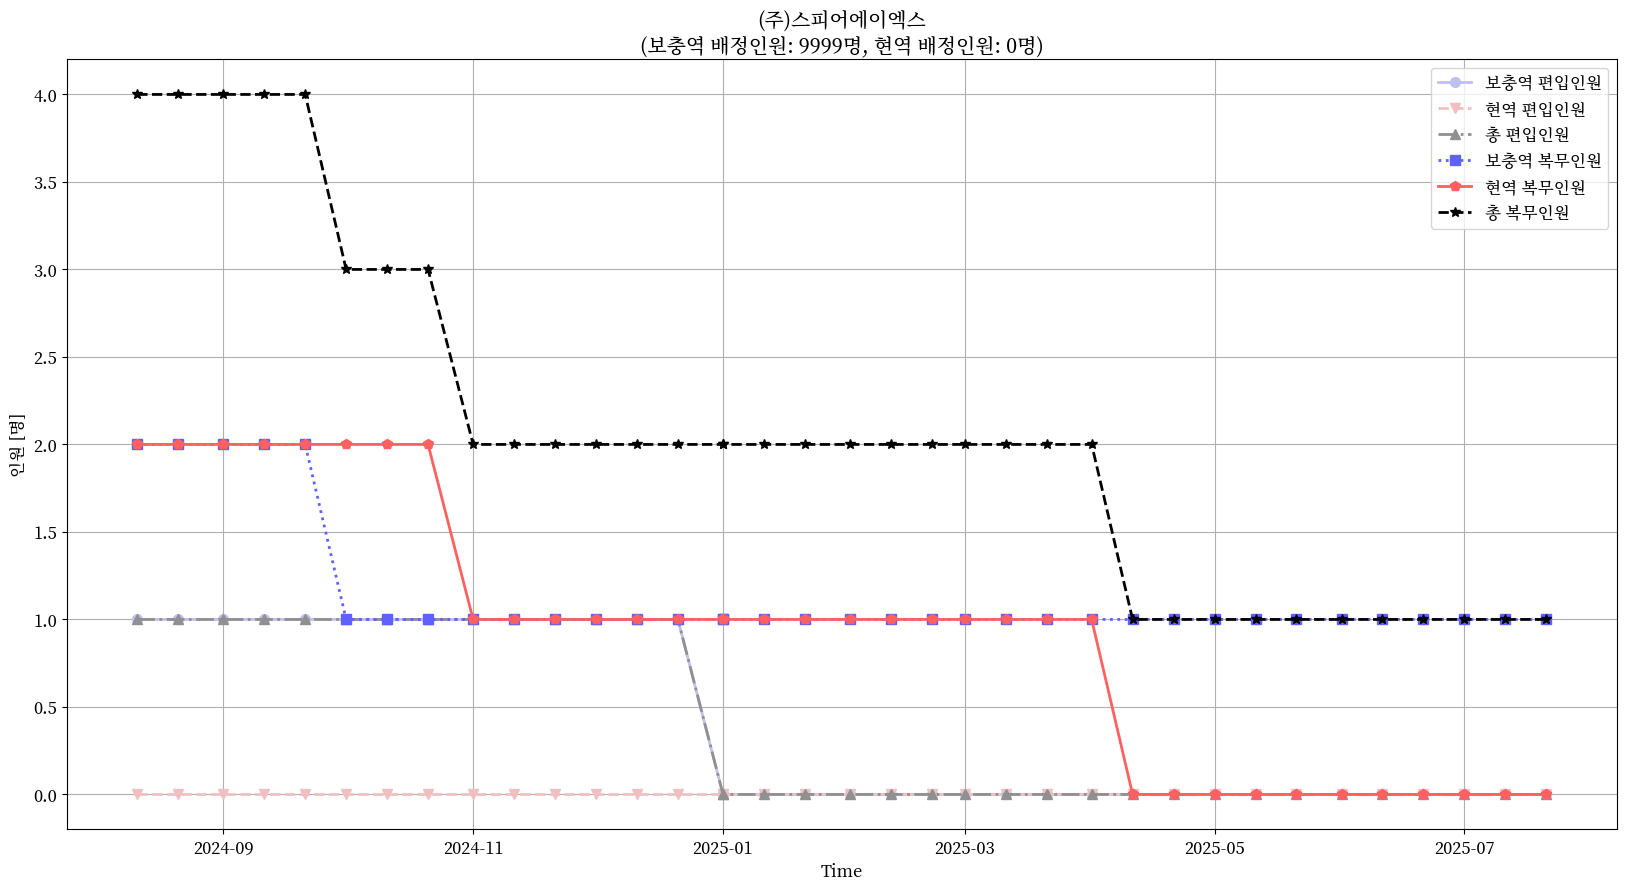 (주)스피어에이엑스
(보충역 배정인원: 9999명, 현역 배정인원: 0명)
보충역 편입인원
현역 편입인원
총 편입인원
보충역 복무인원
현역 복무인원
총 복무인원
인원 [명]
4.0
3.5
3.0
2.5
2.0
1.5
1.0
0.5
0.0
2024-09
2024-11
2025-01
2025-03
2025-05
2025-07
Time